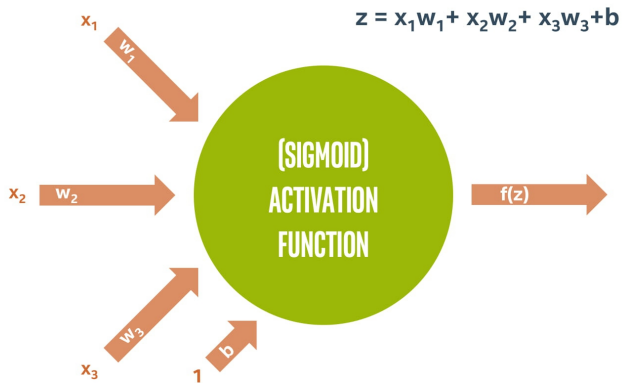 x₁
z = x₁w₁+ x₂w₂+ x₃w₃+b
w₁
(SIGMOID)
ACTIVATION
FUNCTION
x₂
w₂
f(z)
w₃
x₃
1
b